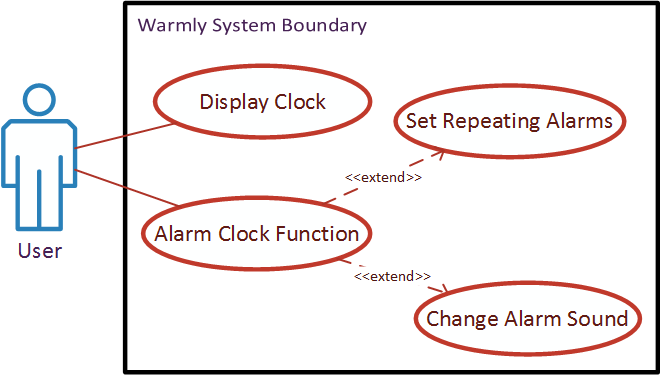 Warmly System Boundary
Display Clock
Set Repeating Alarms
<<extend>>
Alarm Clock Function
User
<<extend>>
Change Alarm Sound